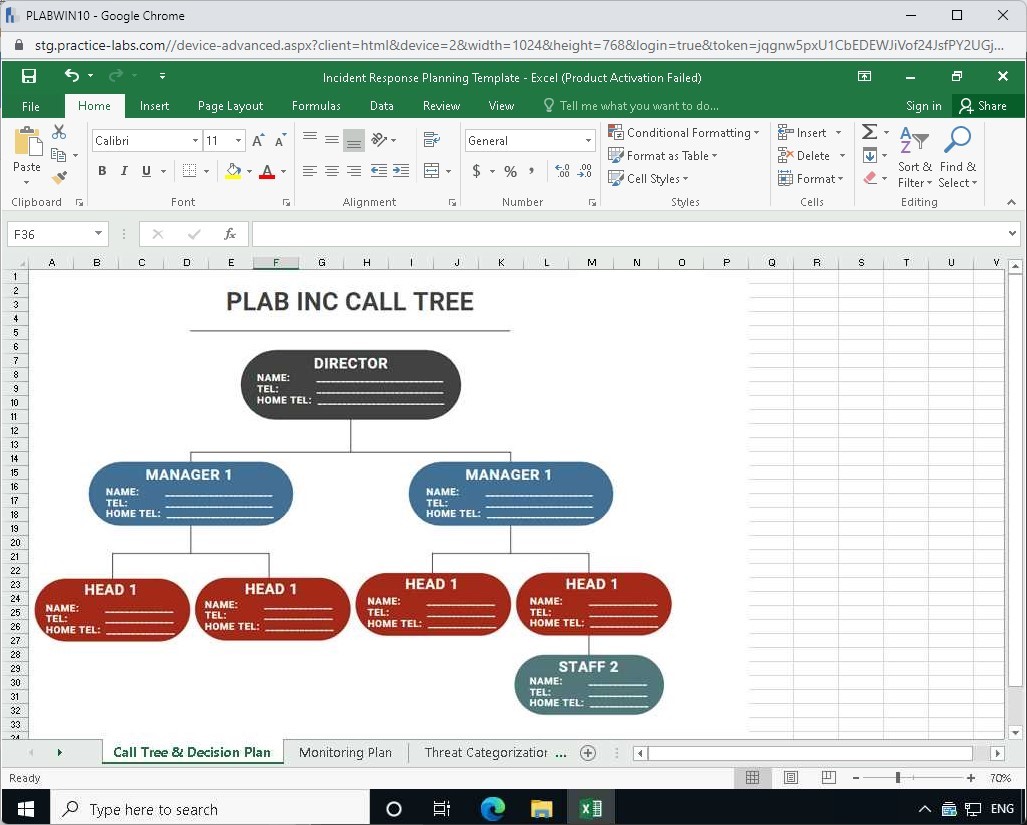 PLABWIN10 - Google Chrome
stg.practice-labs.com//device-advanced.aspx?client=html&device=2&width=1024&height=768&login=true&token=jqgnw5pxU1CbEDEWJiVof24JsfPY2UGj...
Incident Response Planning Template - Excel (Product Activation Failed)
File Home Insert Page Layout Formulas Data Review View Tell me what you want to do... Sign in Share
Paste
Calibri 11
General
Conditional Formatting
Format as Table
Cell Styles
Insert
Delete
Format
Sort & Filter
Find & Select
B I U A $ % ,
Clipboard Font Alignment Number Styles Cells Editing
F36 fx
A B C D E F G H I J K L M N O P Q R S T U V
1
2
3
4
5
6
7
8
9
10
11
12
13
14
15
16
17
18
19
20
21
22
23
24
25
26
27
28
29
30
31
32
33
34
PLAB INC CALL TREE
DIRECTOR
NAME:
TEL:
HOME TEL:
MANAGER 1
NAME:
TEL:
HOME TEL:
MANAGER 1
NAME:
TEL:
HOME TEL:
HEAD 1
NAME:
TEL:
HOME TEL:
HEAD 1
NAME:
TEL:
HOME TEL:
HEAD 1
NAME:
TEL:
HOME TEL:
HEAD 1
NAME:
TEL:
HOME TEL:
STAFF 2
NAME:
TEL:
HOME TEL:
Call Tree & Decision Plan Monitoring Plan Threat Categorization ...
Ready 70%
Type here to search ENG